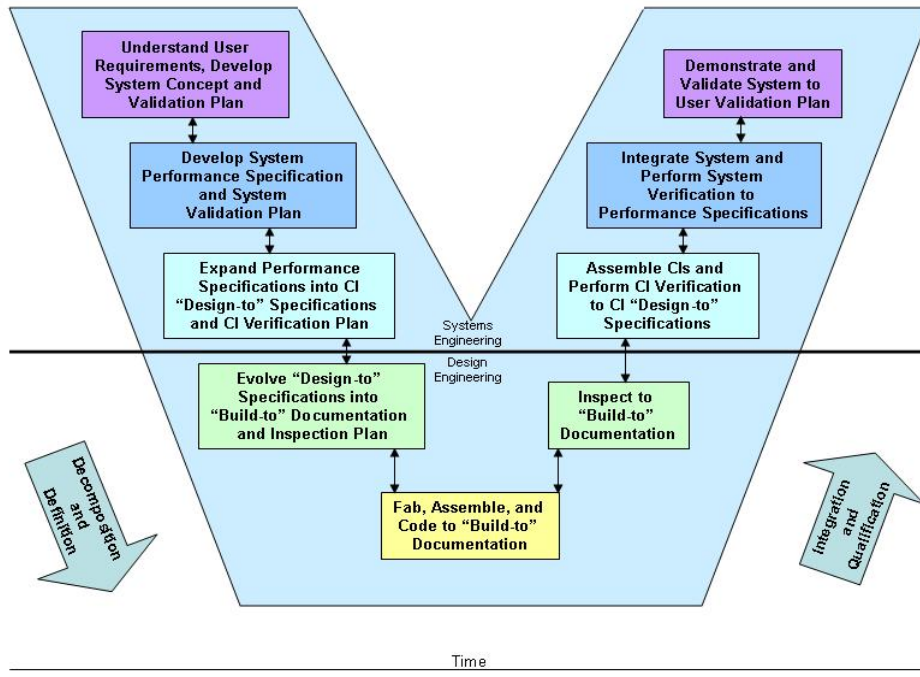 Understand User
Requirements, Develop
System Concept and
Validation Plan
Demonstrate and
Validate System to
User Validation Plan
Develop System
Performance Specification
and System
Validation Plan
Integrate System and
Perform System
Verification to
Performance Specifications
Expand Performance
Specifications into CI
“Design-to” Specifications
and CI Verification Plan
Assemble CIs and
Perform CI Verification
to CI “Design-to”
Specifications
Systems
Engineering
Design
Engineering
Evolve “Design-to”
Specifications into
“Build-to” Documentation
and Inspection Plan
Inspect to
“Build-to”
Documentation
Fab, Assemble, and
Code to “Build-to”
Documentation
Decomposition
and
Definition
Integration
and
Qualification
Time